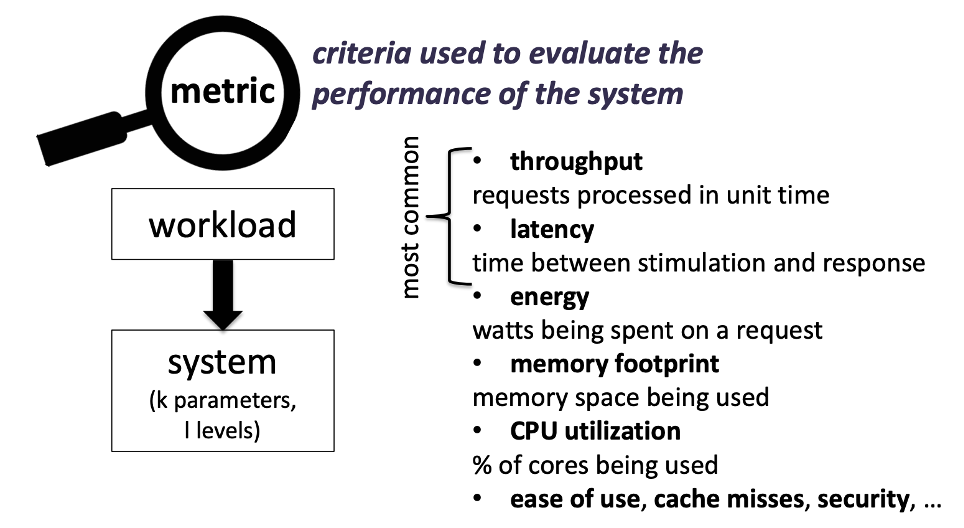 metric
criteria used to evaluate the
performance of the system
workload
system
(k parameters,
l levels)
most common
• throughput
requests processed in unit time
• latency
time between stimulation and response
• energy
watts being spent on a request
• memory footprint
memory space being used
• CPU utilization
% of cores being used
• ease of use, cache misses, security, ...